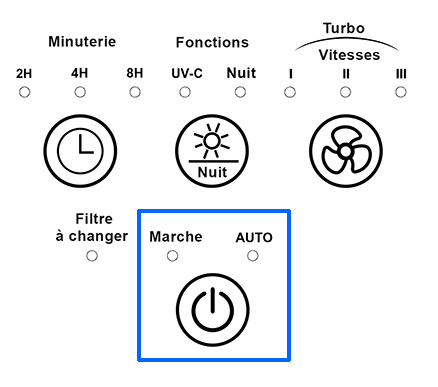 Turbo
Minuterie Fonctions Vitesses
2H 4H 8H UV-C Nuit I II III
Nuit
Filtre
à changer Marche AUTO